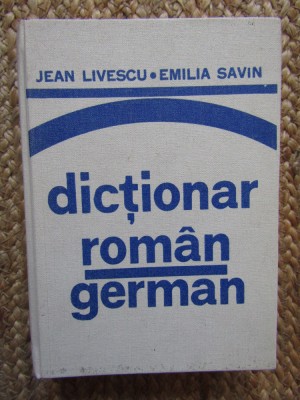 JEAN LIVESCU • EMILIA SAVIN
dicționar
român
german